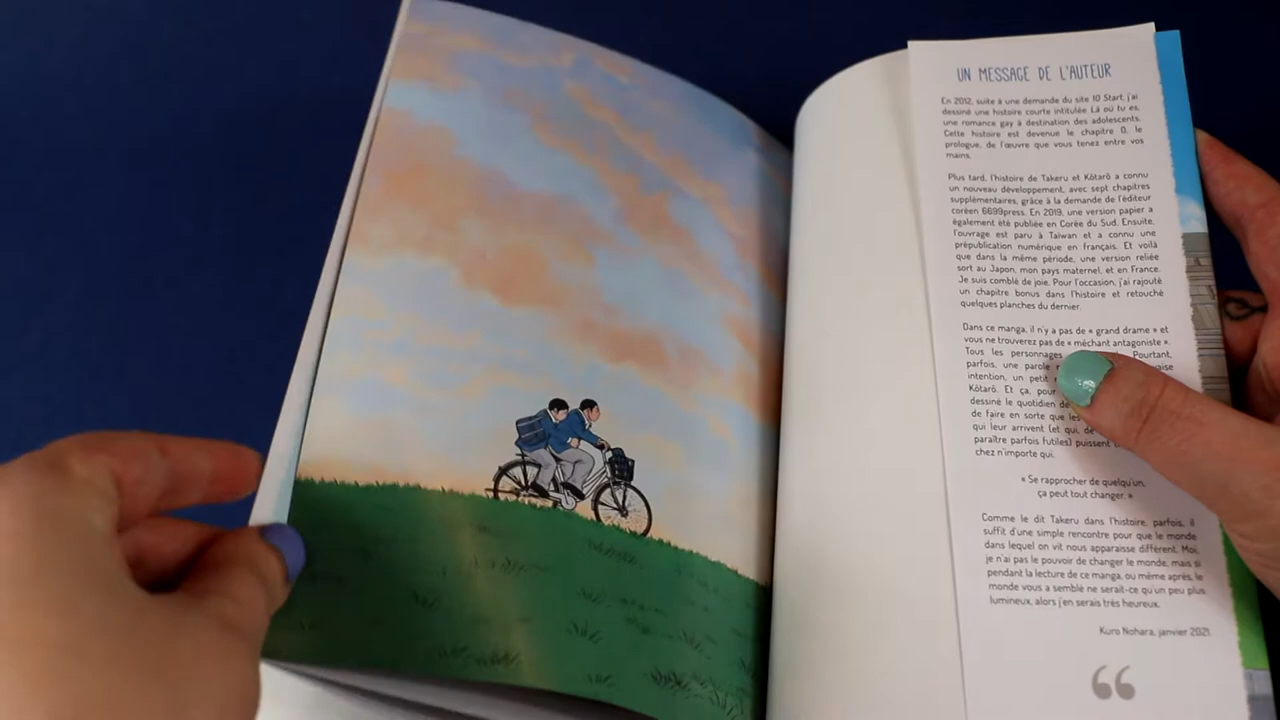 UN MESSAGE DE L'AUTEUR
En 2012, suite à une demande du site 10 Start, j'ai
dessiné une histoire courte intitulée Là où tu es,
une romance gay à destination des adolescents.
Cette histoire est devenue le chapitre 0, le
prologue, de l'œuvre que vous tenez entre vos
mains.
Plus tard, l'histoire de Takeru et Kôtarô a connu
un nouveau développement, avec sept chapitres
supplémentaires, grâce à la demande de l'éditeur
coréen 6699press. En 2019, une version papier a
également été publiée en Corée du Sud. Ensuite,
l'ouvrage est paru à Taïwan et a connu une
prépublication numérique en français. Et voilà
que dans la même période, une version reliée
sort au Japon, mon pays maternel, et en France.
Je suis comblé de joie. Pour l'occasion, j'ai rajouté
un chapitre bonus dans l'histoire et retouché
quelques planches du dernier.
Dans ce manga, il n'y a pas de « grand drame » et
vous ne trouverez pas de « méchant antagoniste ».
Tous les personnages Pourtant,
parfois, une parole
intention, un petit
Kôtarô. Et ça, pour
dessiné le quotidien de
de faire en sorte que les
qui leur arrivent (et qui, de
paraître parfois futiles) puissent
chez n'importe qui.
« Se rapprocher de quelqu'un,
ça peut tout changer. »
Comme le dit Takeru dans l'histoire, parfois, il
suffit d'une simple rencontre pour que le monde
dans lequel on vit nous apparaisse différent. Moi,
je n'ai pas le pouvoir de changer le monde, mais si
pendant la lecture de ce manga, ou même après, le
monde vous a semblé ne serait-ce qu'un peu plus
lumineux, alors j'en serais très heureux.
Kuro Nohara, janvier 2021.